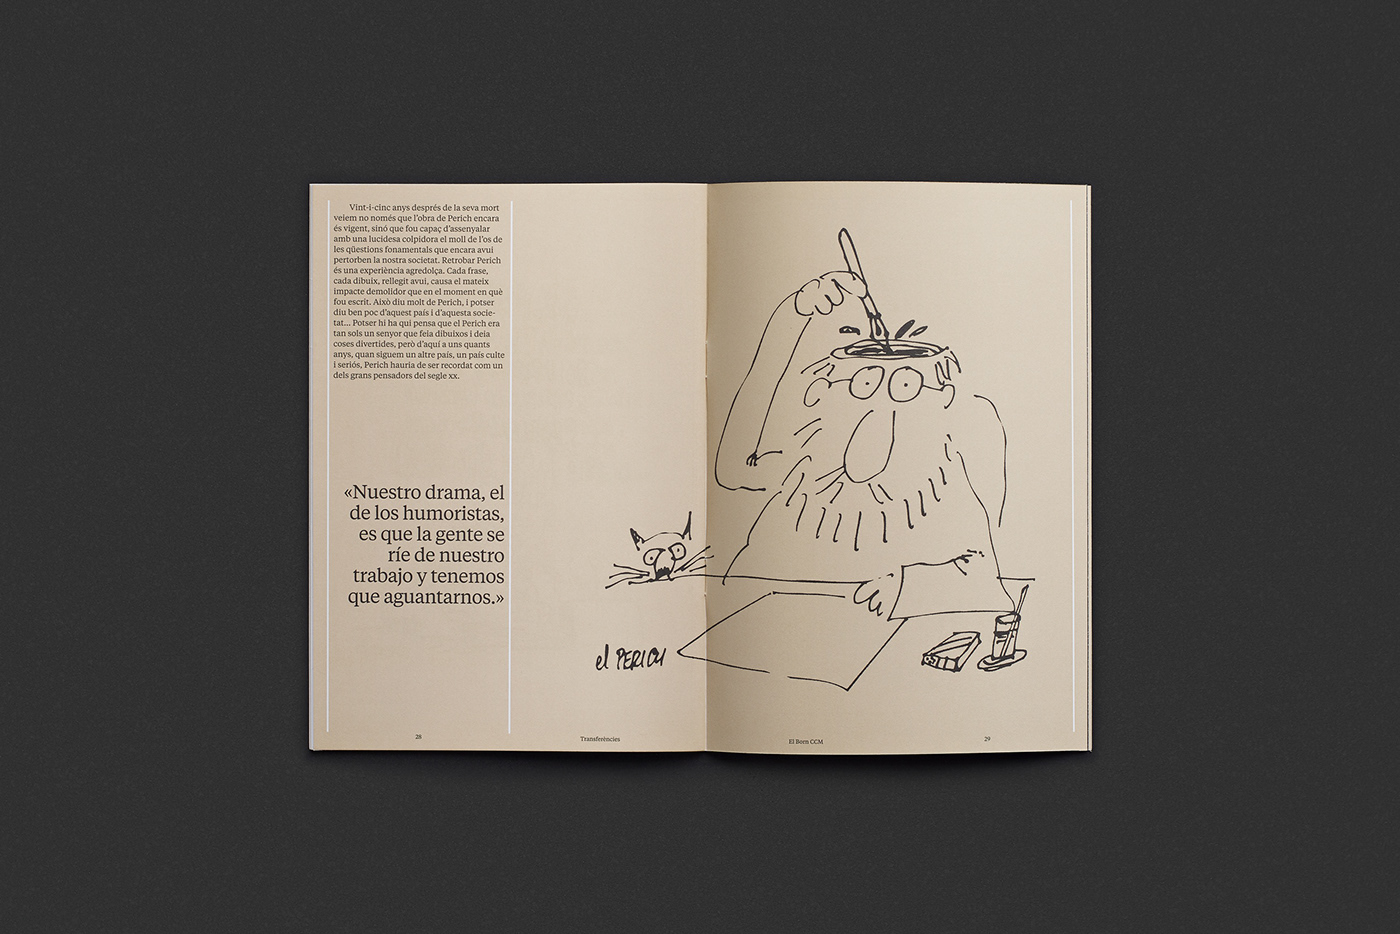 Vint-i-cinc anys després de la seva mort
veiem no només que l'obra de Perich encara
és vigent, sinó que fou capaç d'assenyalar
amb una lucidesa colpidora el moll de l'os de
les qüestions fonamentals que encara avui
pertorben la nostra societat. Retrobar Perich
és una experiència agredolça. Cada frase,
cada dibuix, rellegit avui, causa el mateix
impacte demolidor que en el moment en què
fou escrit. Això diu molt de Perich, i potser
diu ben poc d'aquest país i d'aquesta socie-
tat... Potser hi ha qui pensa que el Perich era
tan sols un senyor que feia dibuixos i deia
coses divertides, però d'aquí a uns quants
anys, quan siguem un altre país, un país culte
i seriós, Perich hauria de ser recordat com un
dels grans pensadors del segle xx.
«Nuestro drama, el
de los humoristas,
es que la gente se
ríe de nuestro
trabajo y tenemos
que aguantarnos.»
el PERICH
28
Transferències
El Born CCM
29